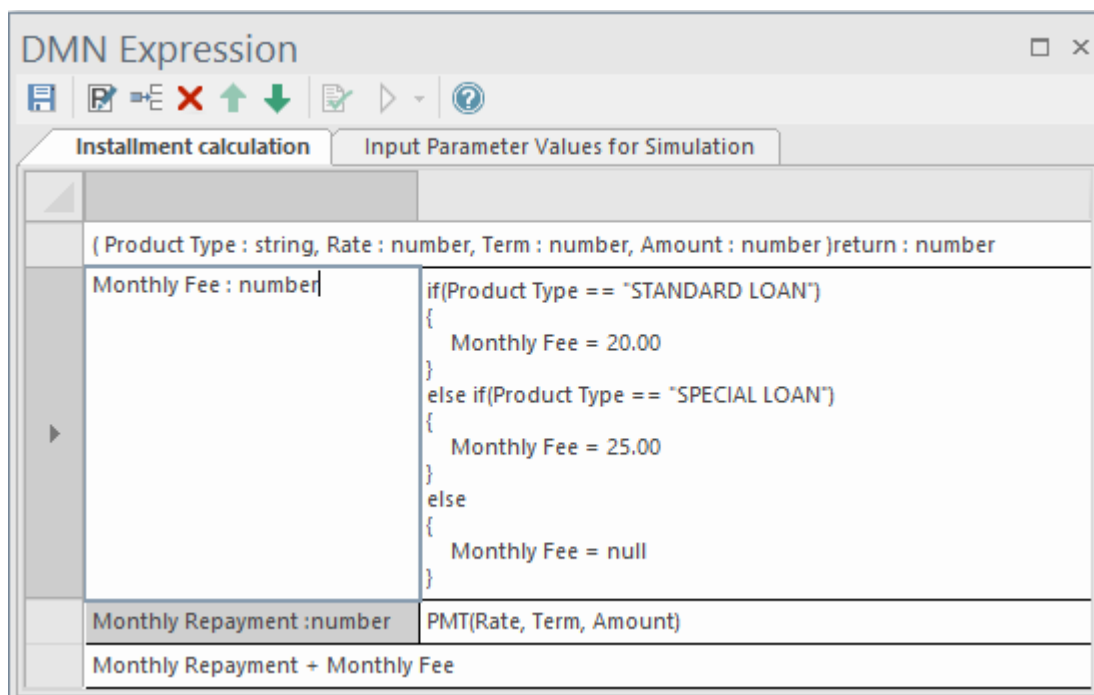 DMN Expression
Installment calculation
Input Parameter Values for Simulation
( Product Type : string, Rate : number, Term : number, Amount : number )return : number
Monthly Fee : number
if(Product Type == "STANDARD LOAN")
{
Monthly Fee = 20.00
}
else if(Product Type == "SPECIAL LOAN")
{
Monthly Fee = 25.00
}
else
{
Monthly Fee = null
}
Monthly Repayment :number
PMT(Rate, Term, Amount)
Monthly Repayment + Monthly Fee